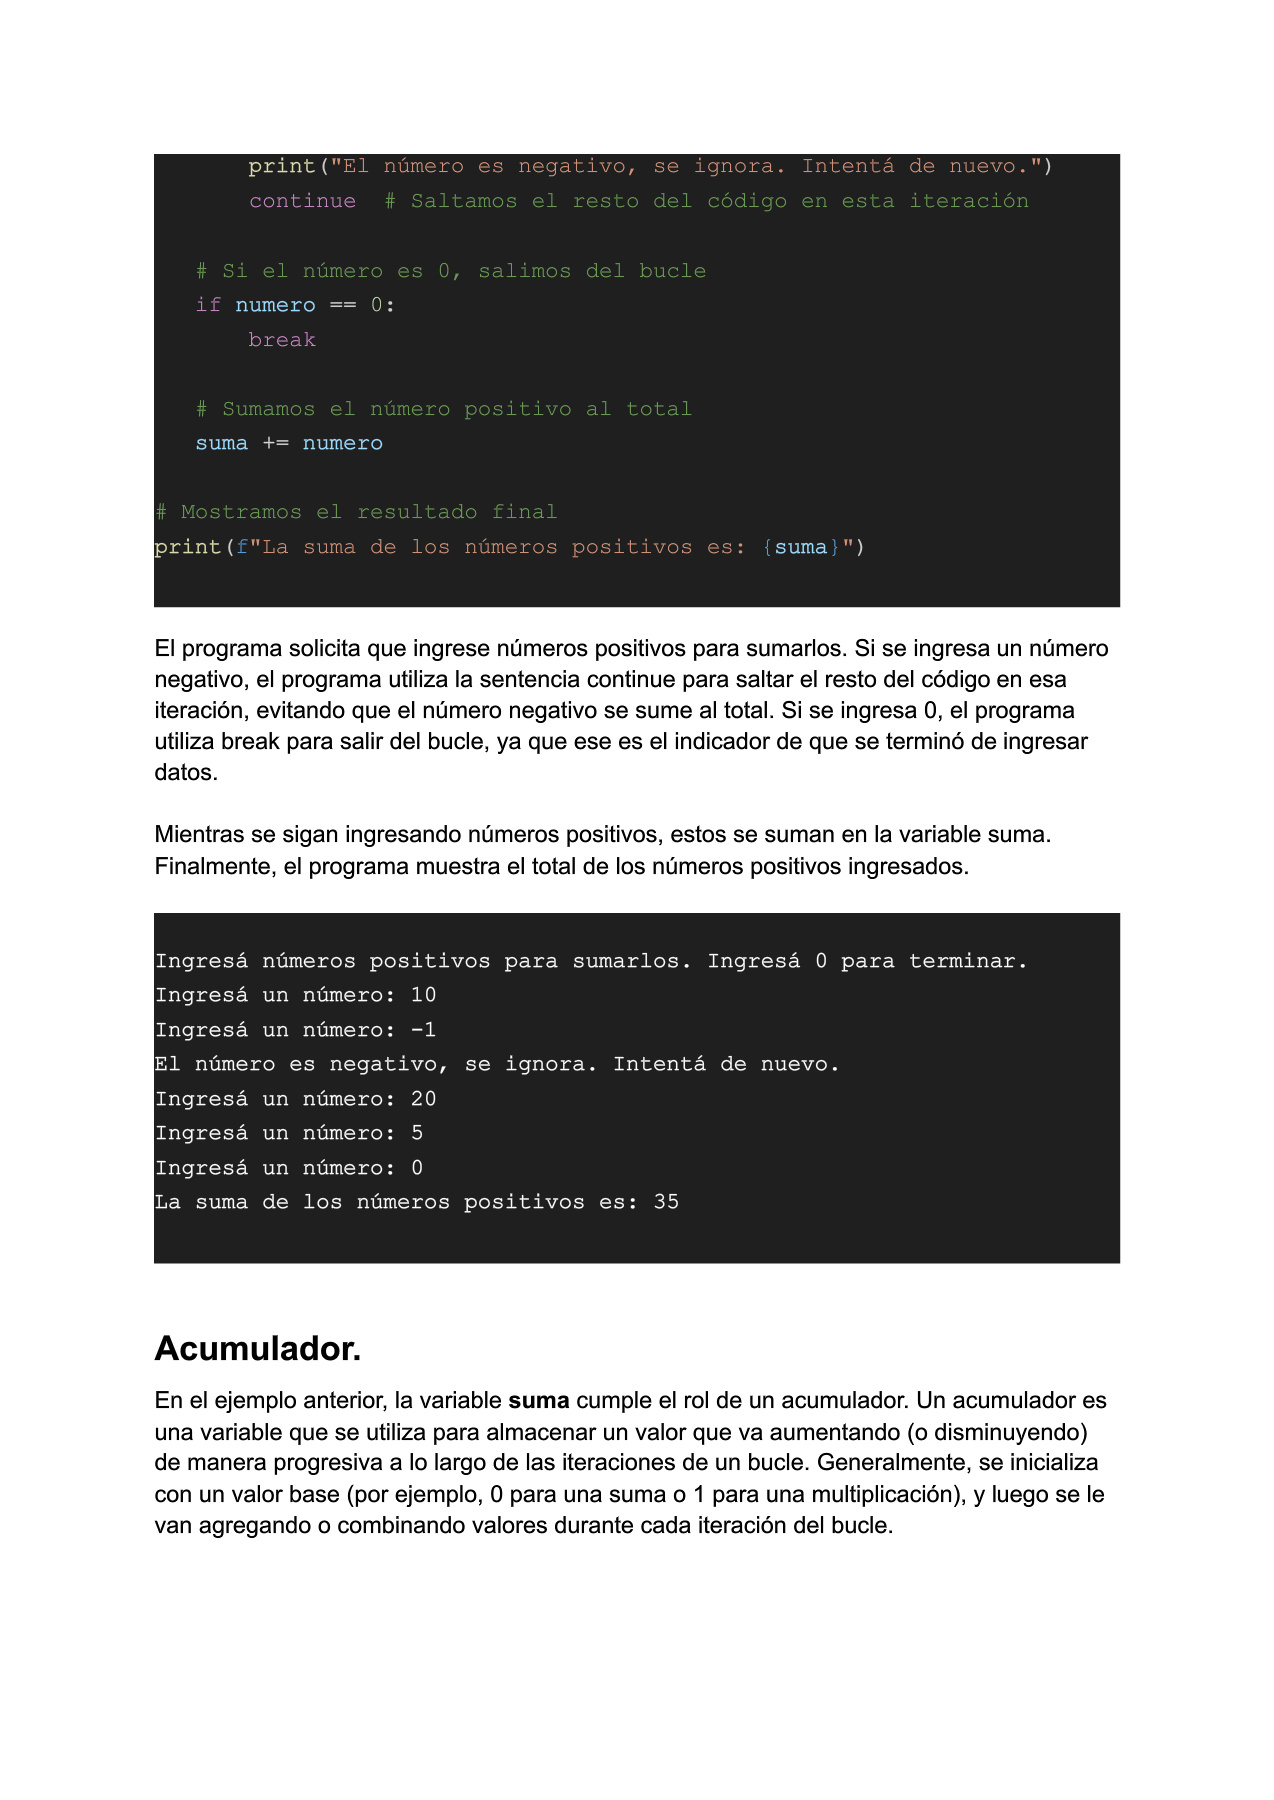 print("El número es negativo, se ignora. Intentá de nuevo.")
continue  # Saltamos el resto del código en esta iteración
# Si el número es 0, salimos del bucle
if numero == 0:
break
# Sumamos el número positivo al total
suma += numero
# Mostramos el resultado final
print(f"La suma de los números positivos es: {suma}")
El programa solicita que ingrese números positivos para sumarlos. Si se ingresa un número
negativo, el programa utiliza la sentencia continue para saltar el resto del código en esa
iteración, evitando que el número negativo se sume al total. Si se ingresa 0, el programa
utiliza break para salir del bucle, ya que ese es el indicador de que se terminó de ingresar
datos.
Mientras se sigan ingresando números positivos, estos se suman en la variable suma.
Finalmente, el programa muestra el total de los números positivos ingresados.
Ingresá números positivos para sumarlos. Ingresá 0 para terminar.
Ingresá un número: 10
Ingresá un número: -1
El número es negativo, se ignora. Intentá de nuevo.
Ingresá un número: 20
Ingresá un número: 5
Ingresá un número: 0
La suma de los números positivos es: 35
Acumulador.
En el ejemplo anterior, la variable suma cumple el rol de un acumulador. Un acumulador es
una variable que se utiliza para almacenar un valor que va aumentando (o disminuyendo)
de manera progresiva a lo largo de las iteraciones de un bucle. Generalmente, se inicializa
con un valor base (por ejemplo, 0 para una suma o 1 para una multiplicación), y luego se le
van agregando o combinando valores durante cada iteración del bucle.